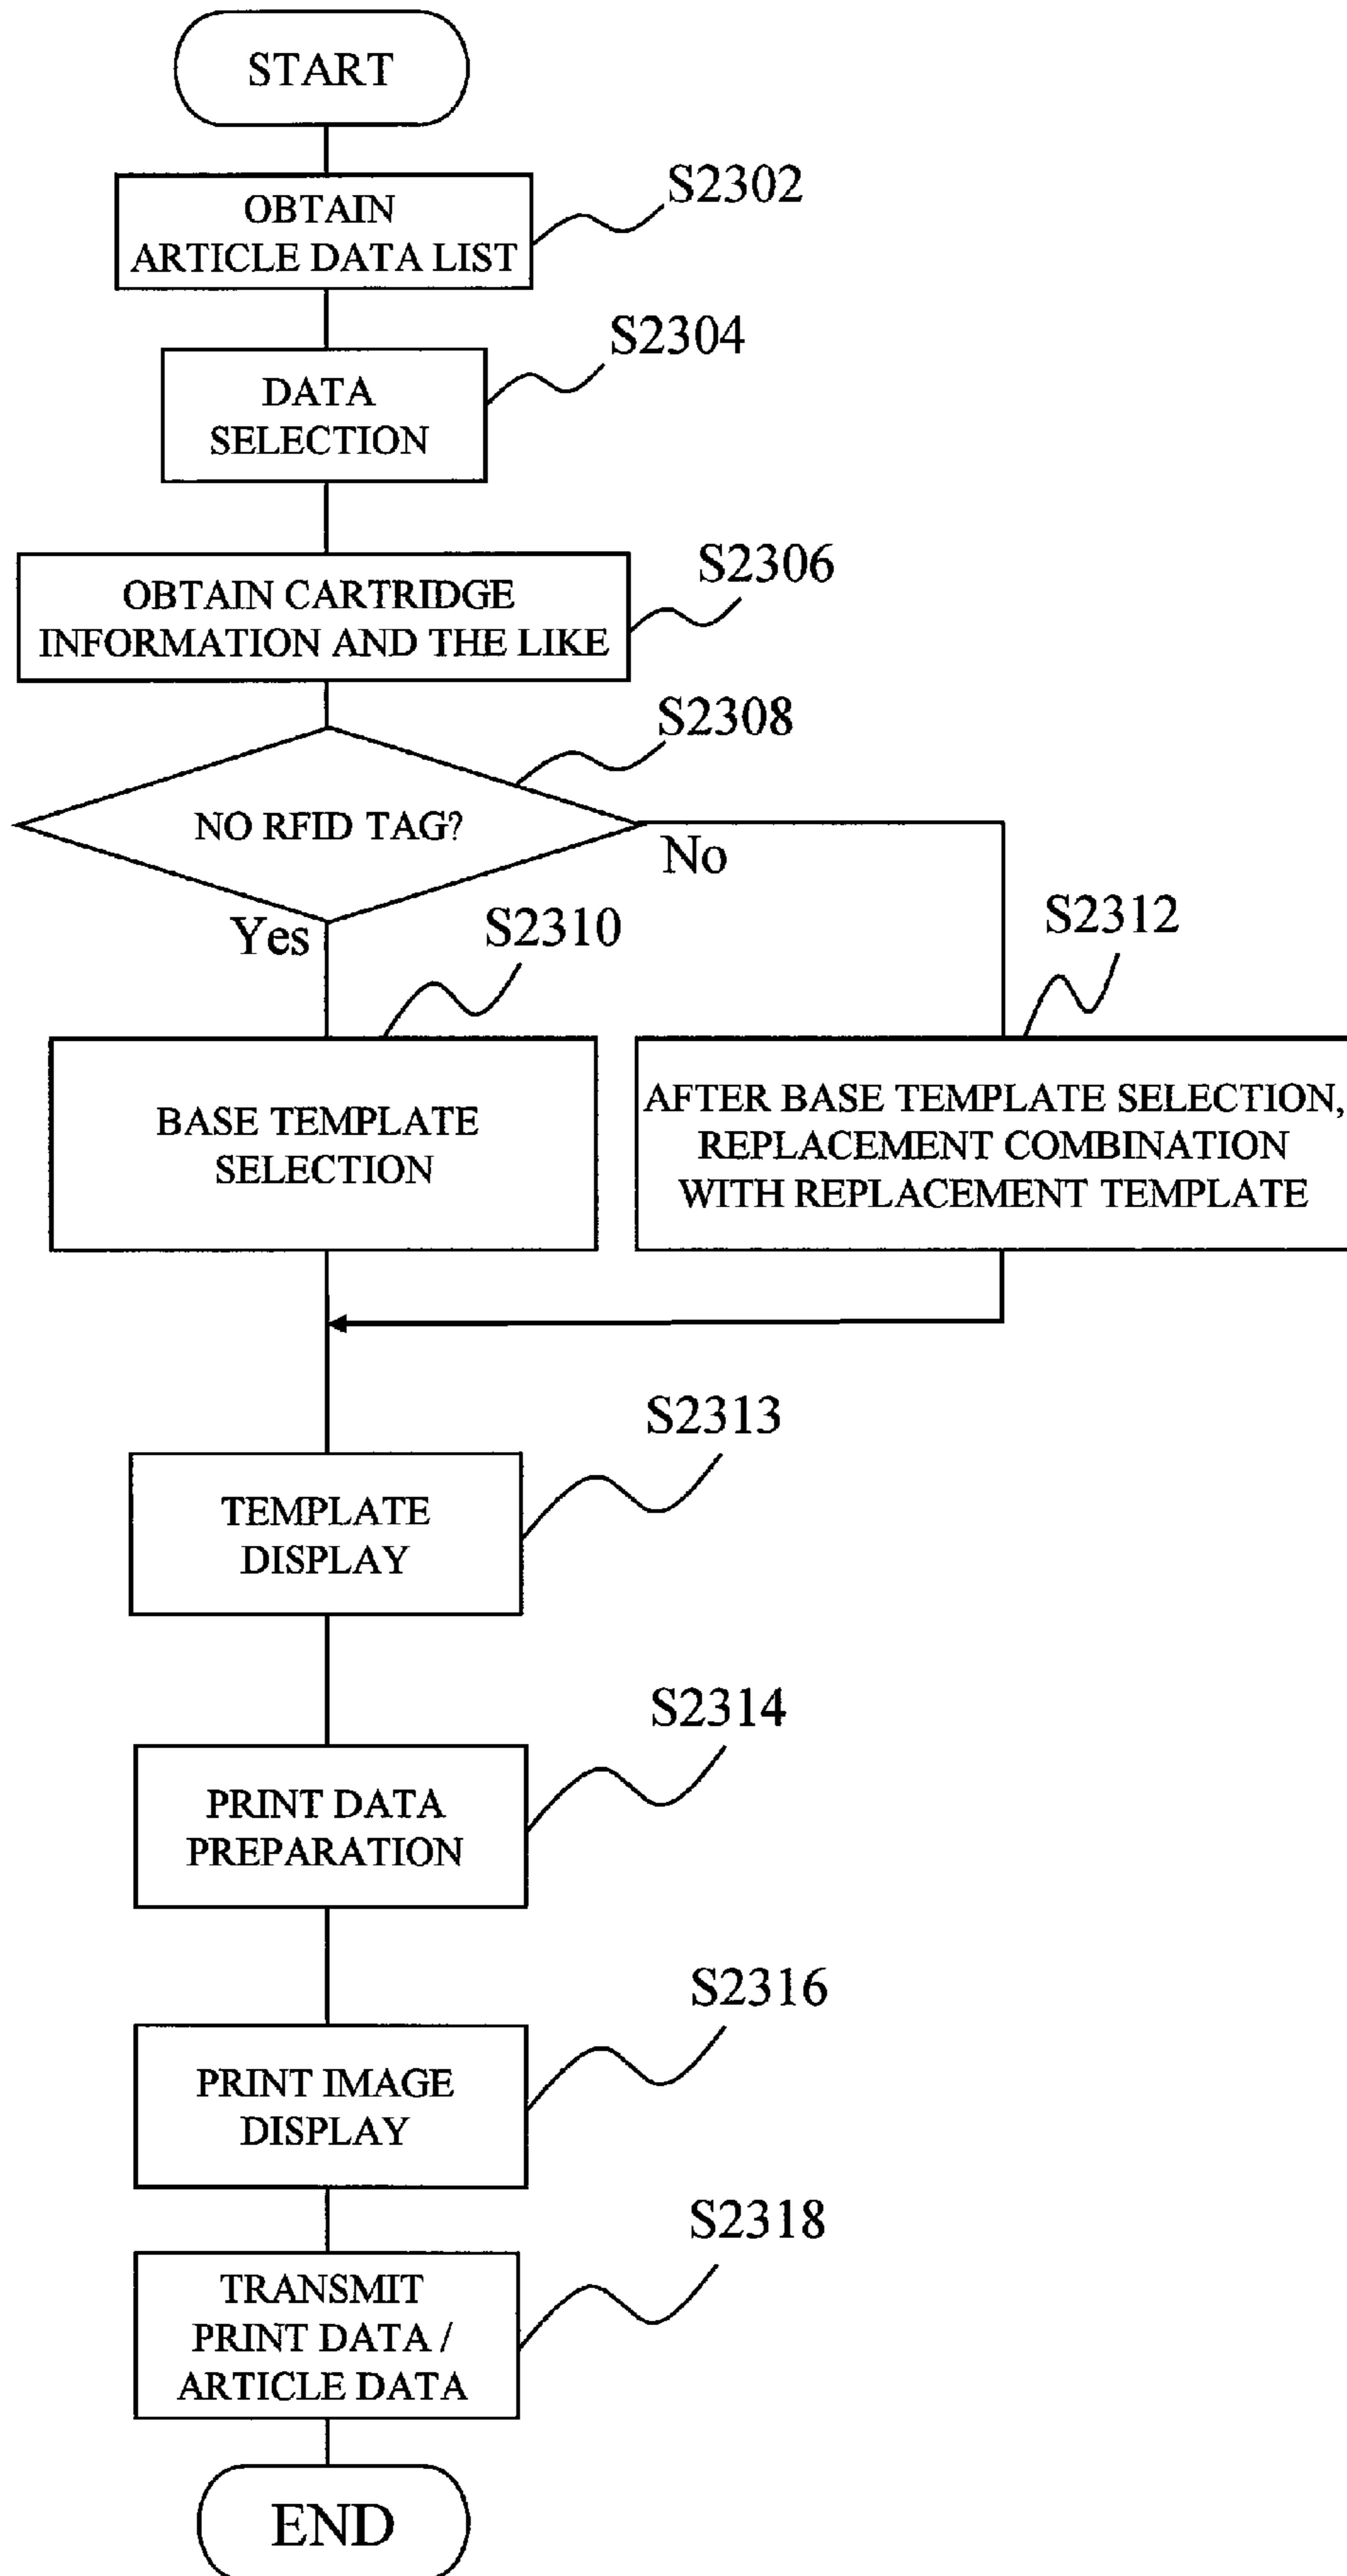 START
S2302
OBTAIN
ARTICLE DATA LIST
S2304
DATA
SELECTION
S2306
OBTAIN CARTRIDGE
INFORMATION AND THE LIKE
S2308
NO RFID TAG?
No
Yes
S2310
S2312
BASE TEMPLATE
SELECTION
AFTER BASE TEMPLATE SELECTION,
REPLACEMENT COMBINATION
WITH REPLACEMENT TEMPLATE
S2313
TEMPLATE
DISPLAY
S2314
PRINT DATA
PREPARATION
S2316
PRINT IMAGE
DISPLAY
S2318
TRANSMIT
PRINT DATA /
ARTICLE DATA
END